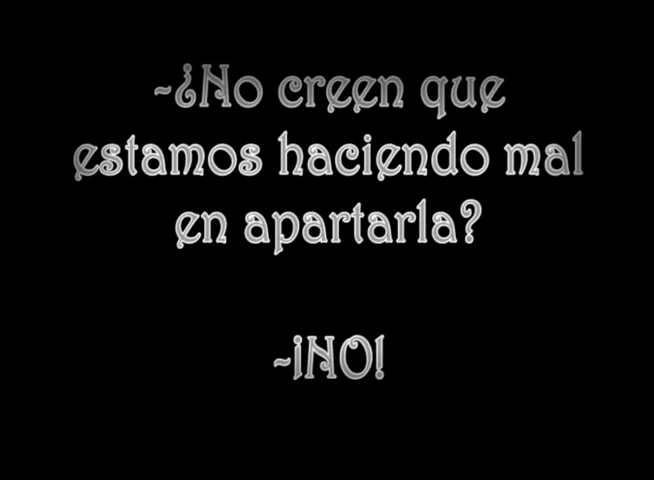 ~¿No creen que
estamos haciendo mal
en apartarla?
~¡NO!